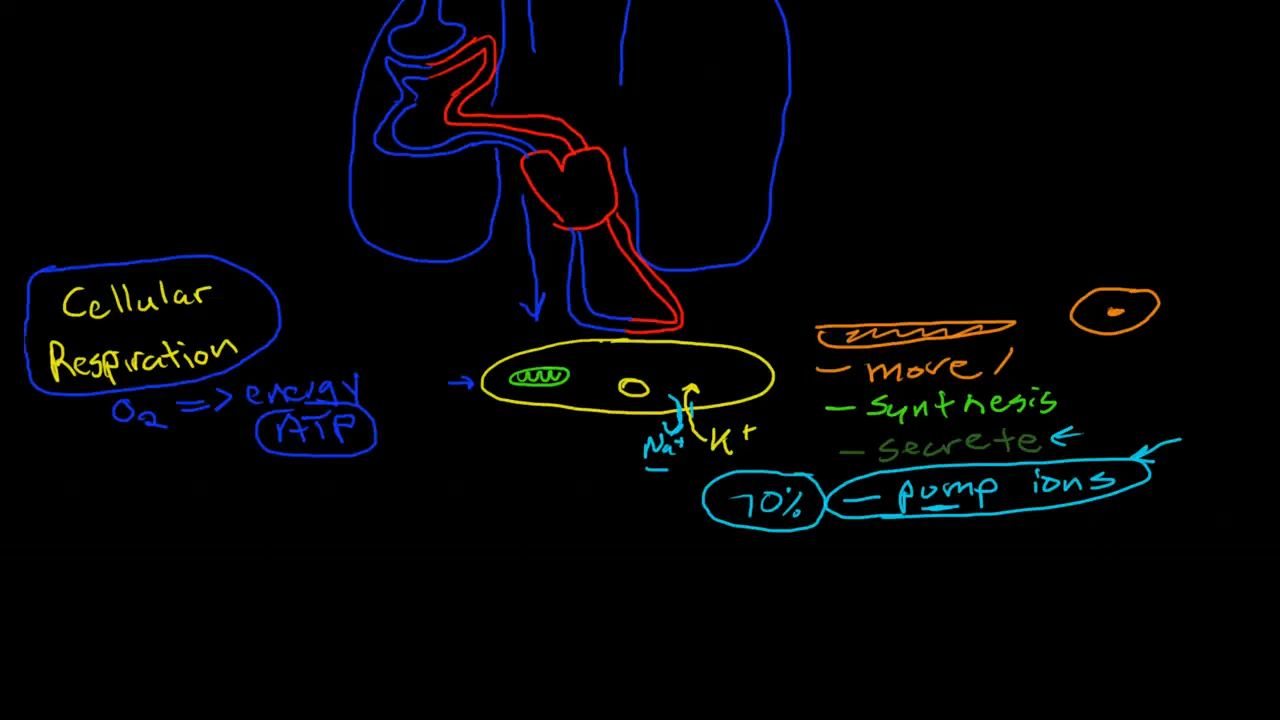 Cellular
Respiration
O2 => energy
ATP
Na+
K+
- move
- synthesis
- secrete
70% - pump ions